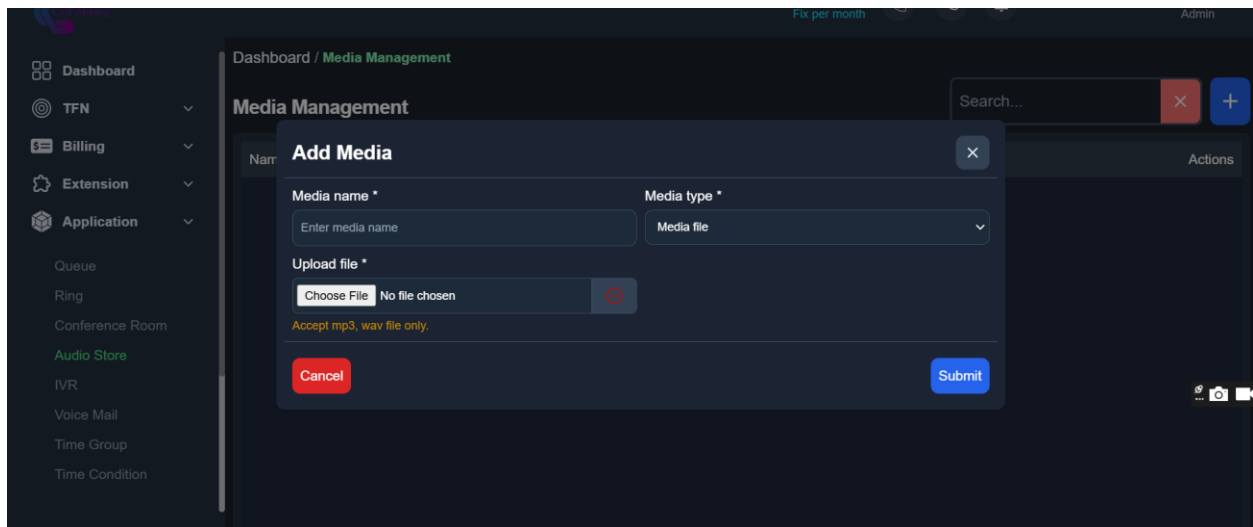 Fix per month
Admin
Dashboard / Media Management
Dashboard
TFN
Media Management
Search...
Billing
Add Media
Nam
Actions
Extension
Media name *
Media type *
Application
Enter media name
Media file
Upload file *
Queue
Choose File No file chosen
Ring
Accept mp3, wav file only.
Conference Room
Audio Store
Cancel
Submit
IVR
Voice Mail
Time Group
Time Condition